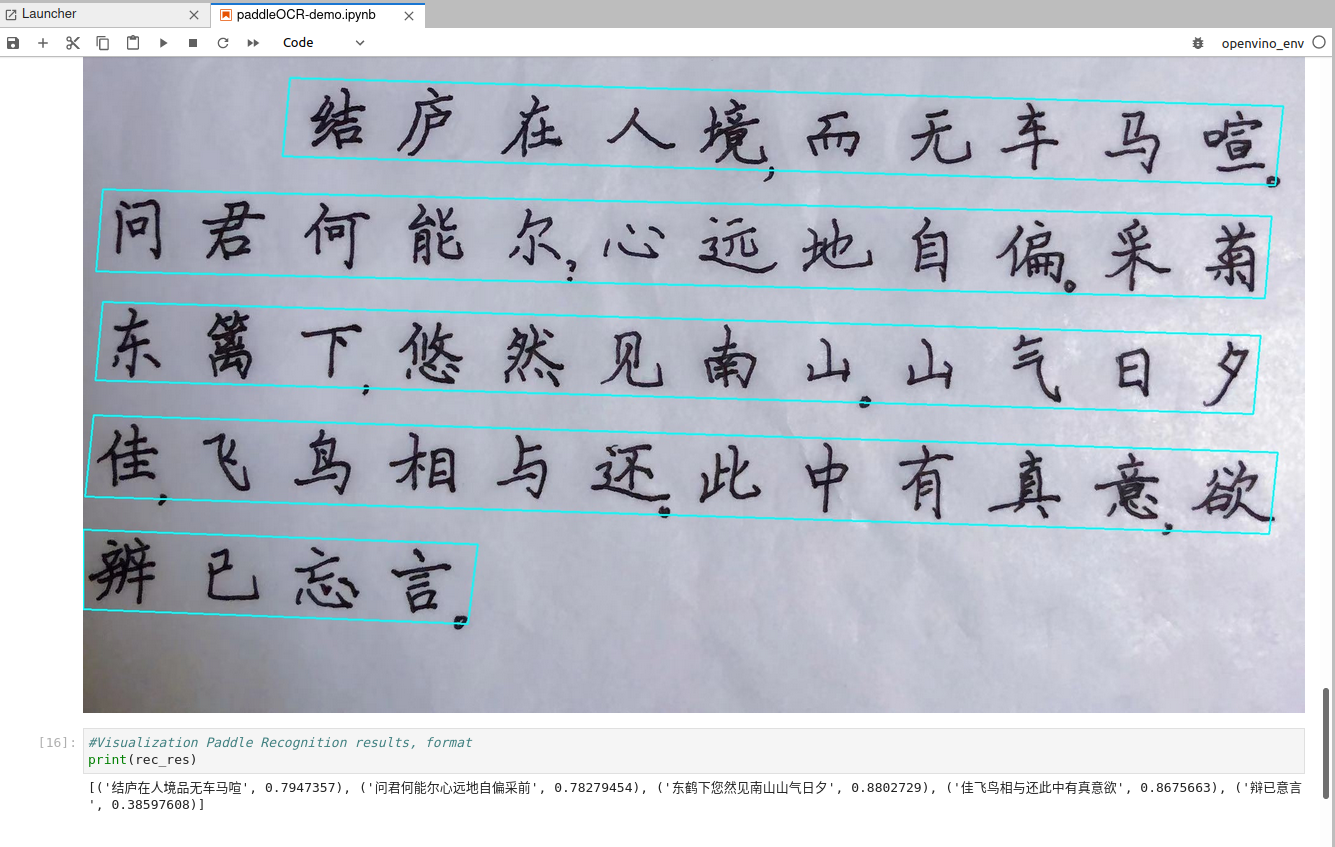 Launcher
paddleOCR-demo.ipynb
Code
openvino_env
结庐在人境,而无车马喧。
问君何能尔?心远地自偏。采菊
东篱下,悠然见南山。山气日夕
佳,飞鸟相与还。此中有真意,欲
辨已忘言。
[16]:
#Visualization Paddle Recognition results, format
print(rec_res)
[('结庐在人境品无车马暄', 0.7947357), ('问君何能尔心远地自偏采前', 0.78279454), ('东鹤下您然见南山山气日夕', 0.8802729), ('佳飞鸟相与还此中有真意欲', 0.8675663), ('辩已意言
', 0.38597608)]